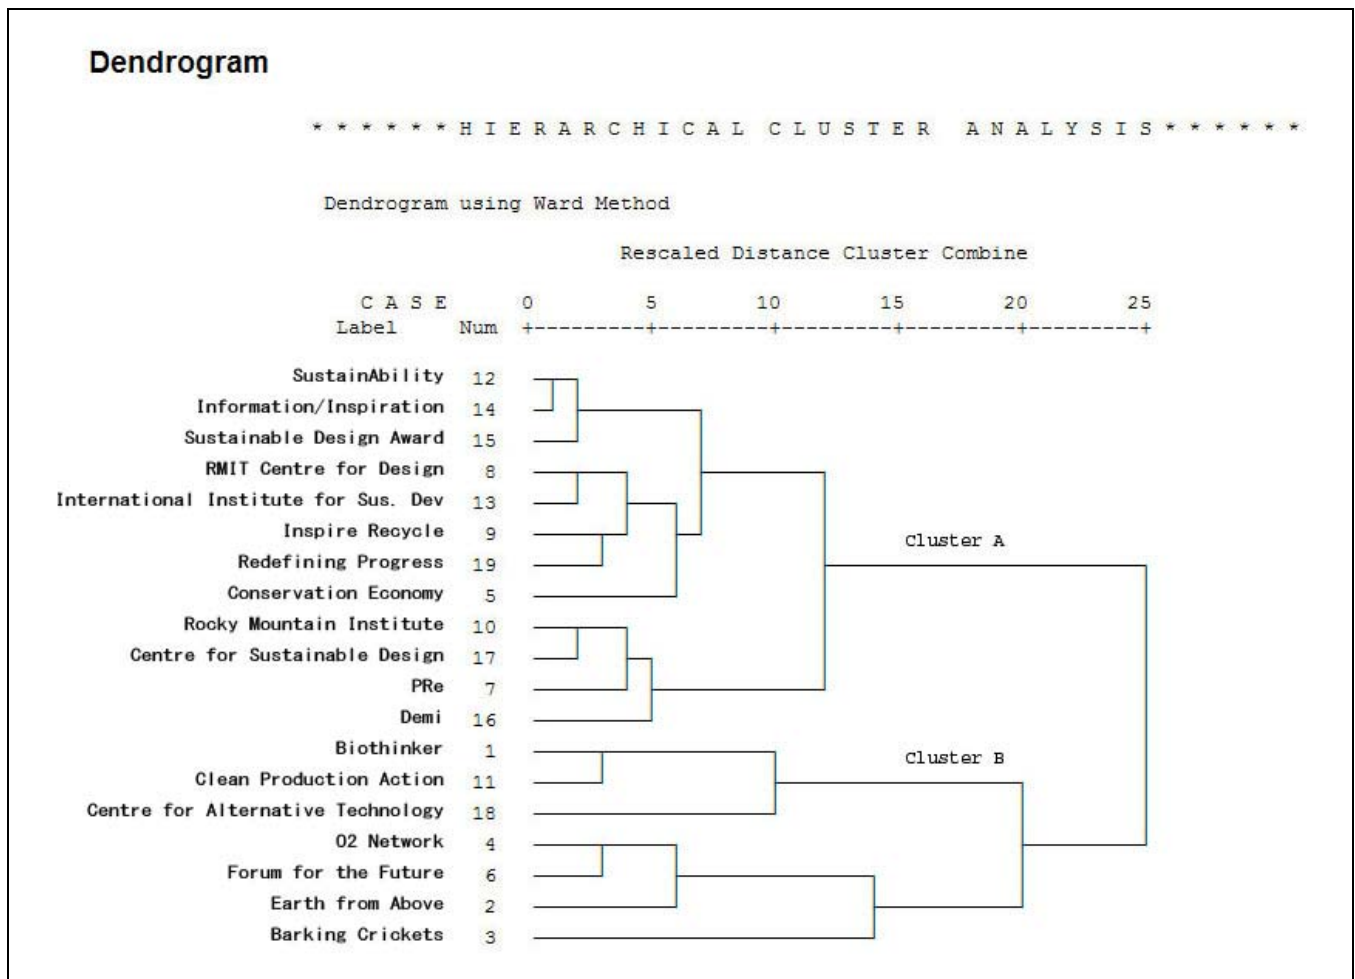 Dendrogram
* * * * * * H I E R A R C H I C A L  C L U S T E R   A N A L Y S I S * * * * * *
Dendrogram using Ward Method
Rescaled Distance Cluster Combine
C A S E 0 5 10 15 20 25
Label Num +---------+---------+---------+---------+---------+
SustainAbility 12
Information/Inspiration 14
Sustainable Design Award 15
RMIT Centre for Design 8
International Institute for Sus. Dev 13
Inspire Recycle 9
Cluster A
Redefining Progress 19
Conservation Economy 5
Rocky Mountain Institute 10
Centre for Sustainable Design 17
PRe 7
Demi 16
Biothinker 1
Cluster B
Clean Production Action 11
Centre for Alternative Technology 18
O2 Network 4
Forum for the Future 6
Earth from Above 2
Barking Crickets 3